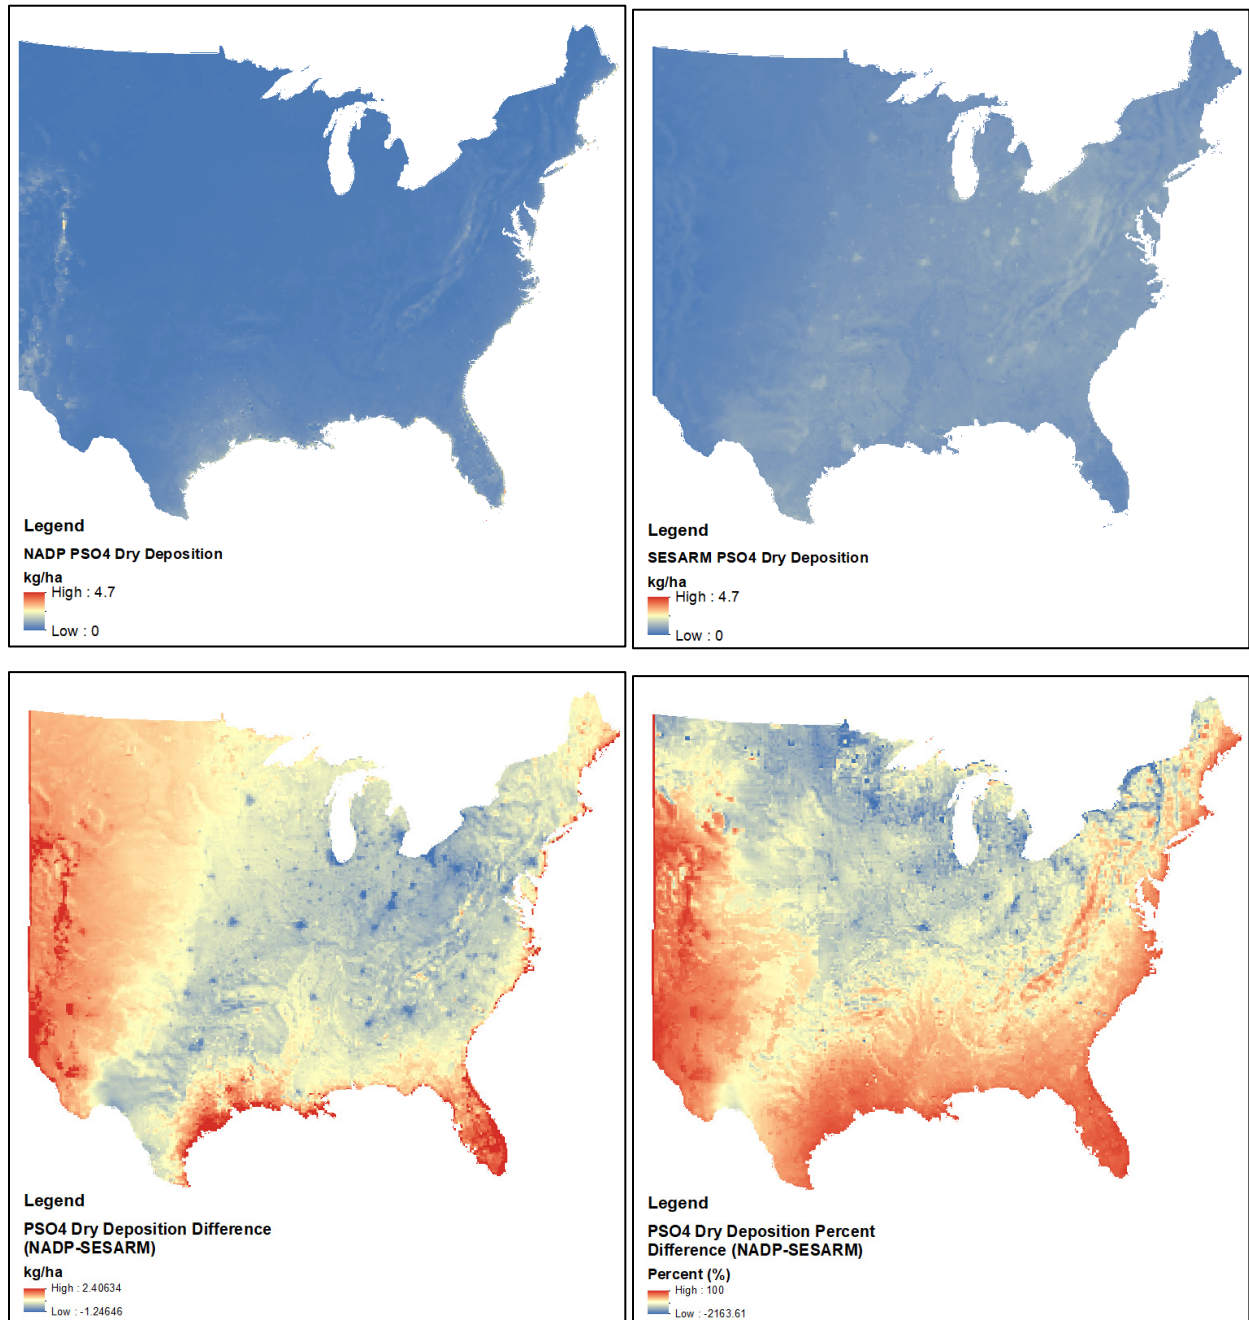 Legend
NADP PSO4 Dry Deposition
kg/ha
High : 4.7
Low : 0
Legend
SESARM PSO4 Dry Deposition
kg/ha
High : 4.7
Low : 0
Legend
PSO4 Dry Deposition Difference
(NADP-SESARM)
kg/ha
High : 2.40634
Low : -1.24646
Legend
PSO4 Dry Deposition Percent
Difference (NADP-SESARM)
Percent (%)
High : 100
Low : -2163.61